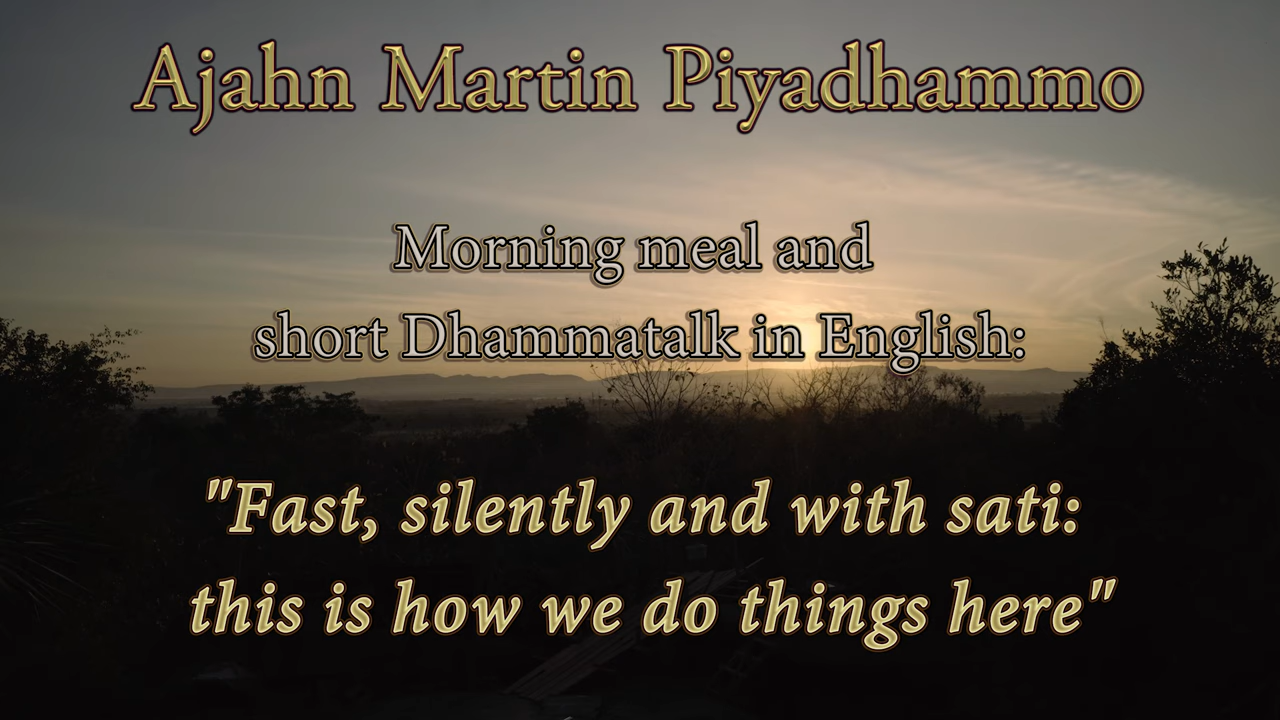 Ajahn Martin Piyadhammo
Morning meal and
short Dhammatalk in English:
"Fast, silently and with sati:
this is how we do things here"